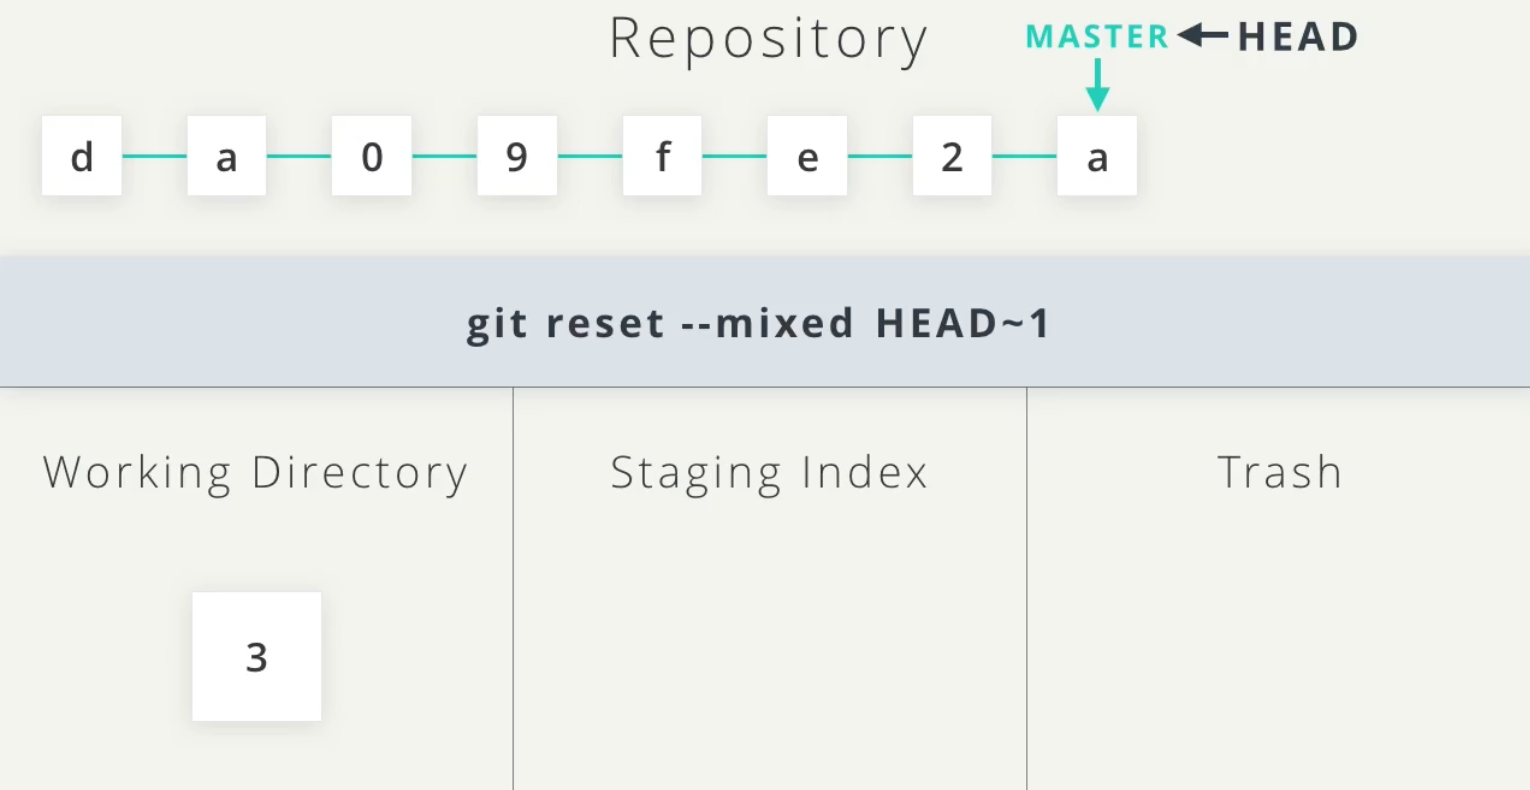 Repository
MASTER HEAD
d a 0 9 f e 2 a
git reset --mixed HEAD~1
Working Directory
Staging Index
Trash
3